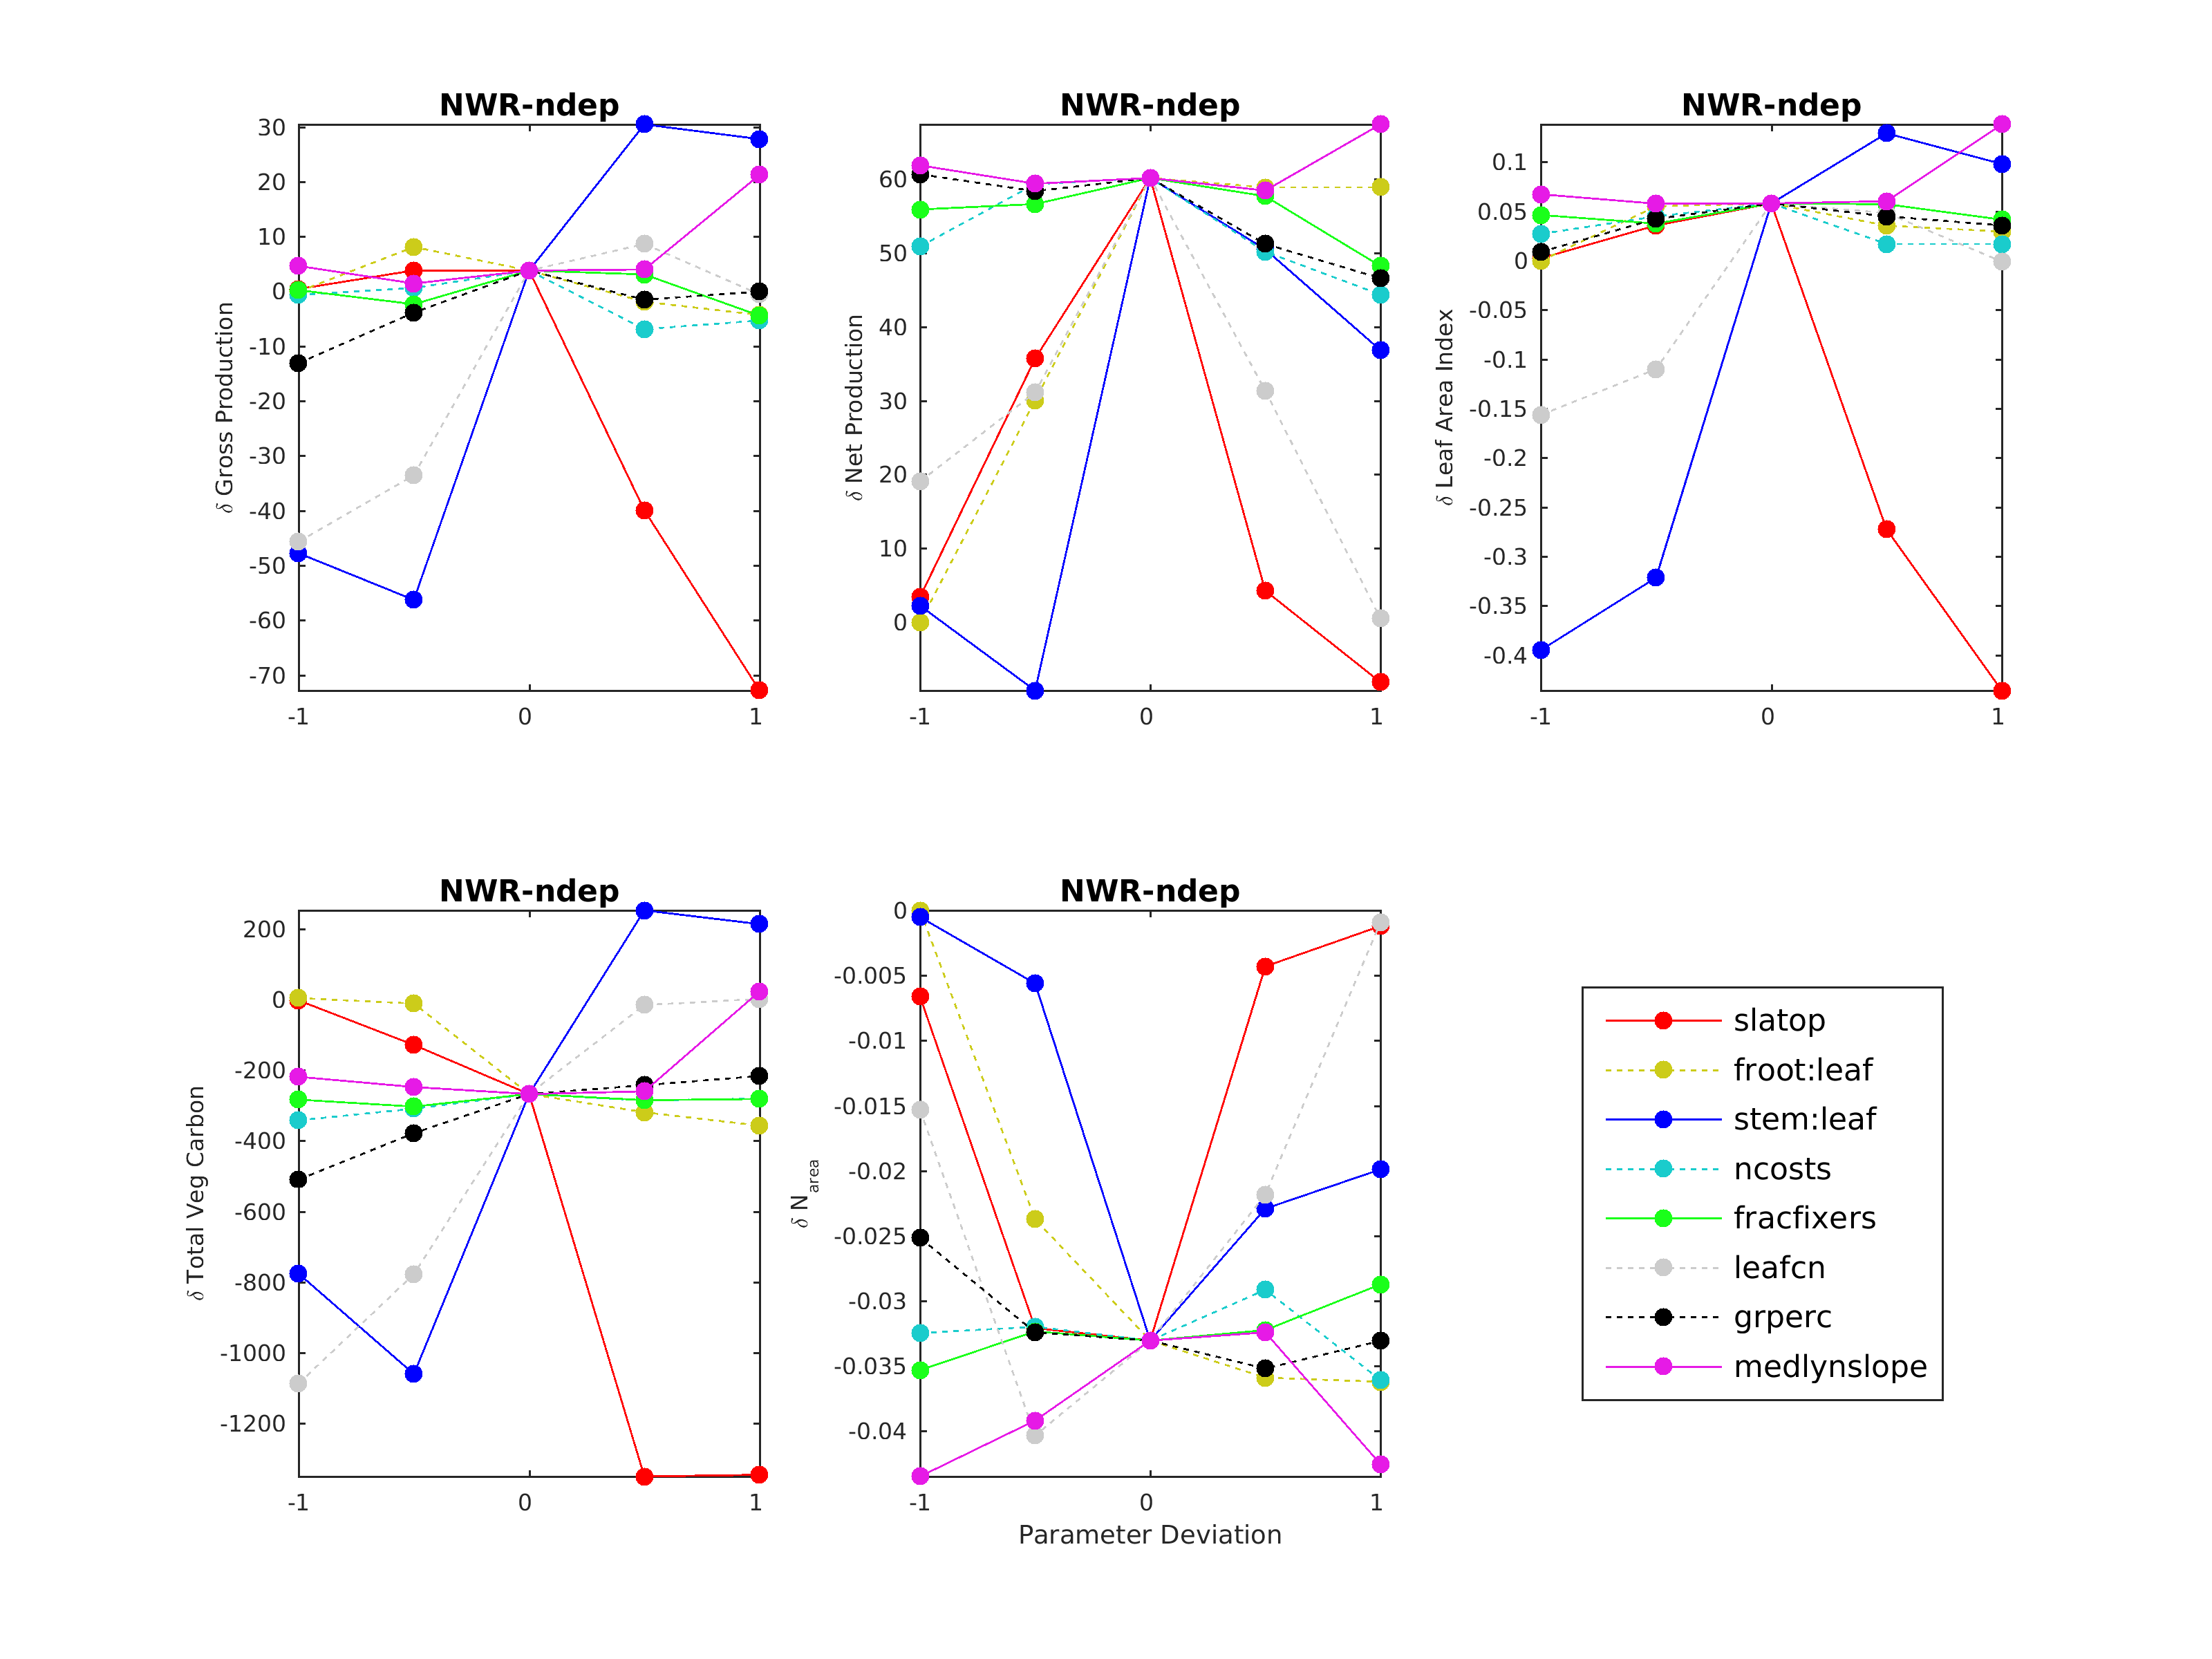 NWR-ndep NWR-ndep NWR-ndep
δ Gross Production
30
20
10
0
-10
-20
-30
-40
-50
-60
-70
-1 0 1
δ Net Production
60
50
40
30
20
10
0
-1 0 1
δ Leaf Area Index
0.1
0.05
0
-0.05
-0.1
-0.15
-0.2
-0.25
-0.3
-0.35
-0.4
-1 0 1
NWR-ndep NWR-ndep
δ Total Veg Carbon
200
0
-200
-400
-600
-800
-1000
-1200
-1 0 1
δ N_area
0
-0.005
-0.01
-0.015
-0.02
-0.025
-0.03
-0.035
-0.04
-1 0 1
Parameter Deviation
slatop
froot:leaf
stem:leaf
ncosts
fracfixers
leafcn
grperc
medlynslope